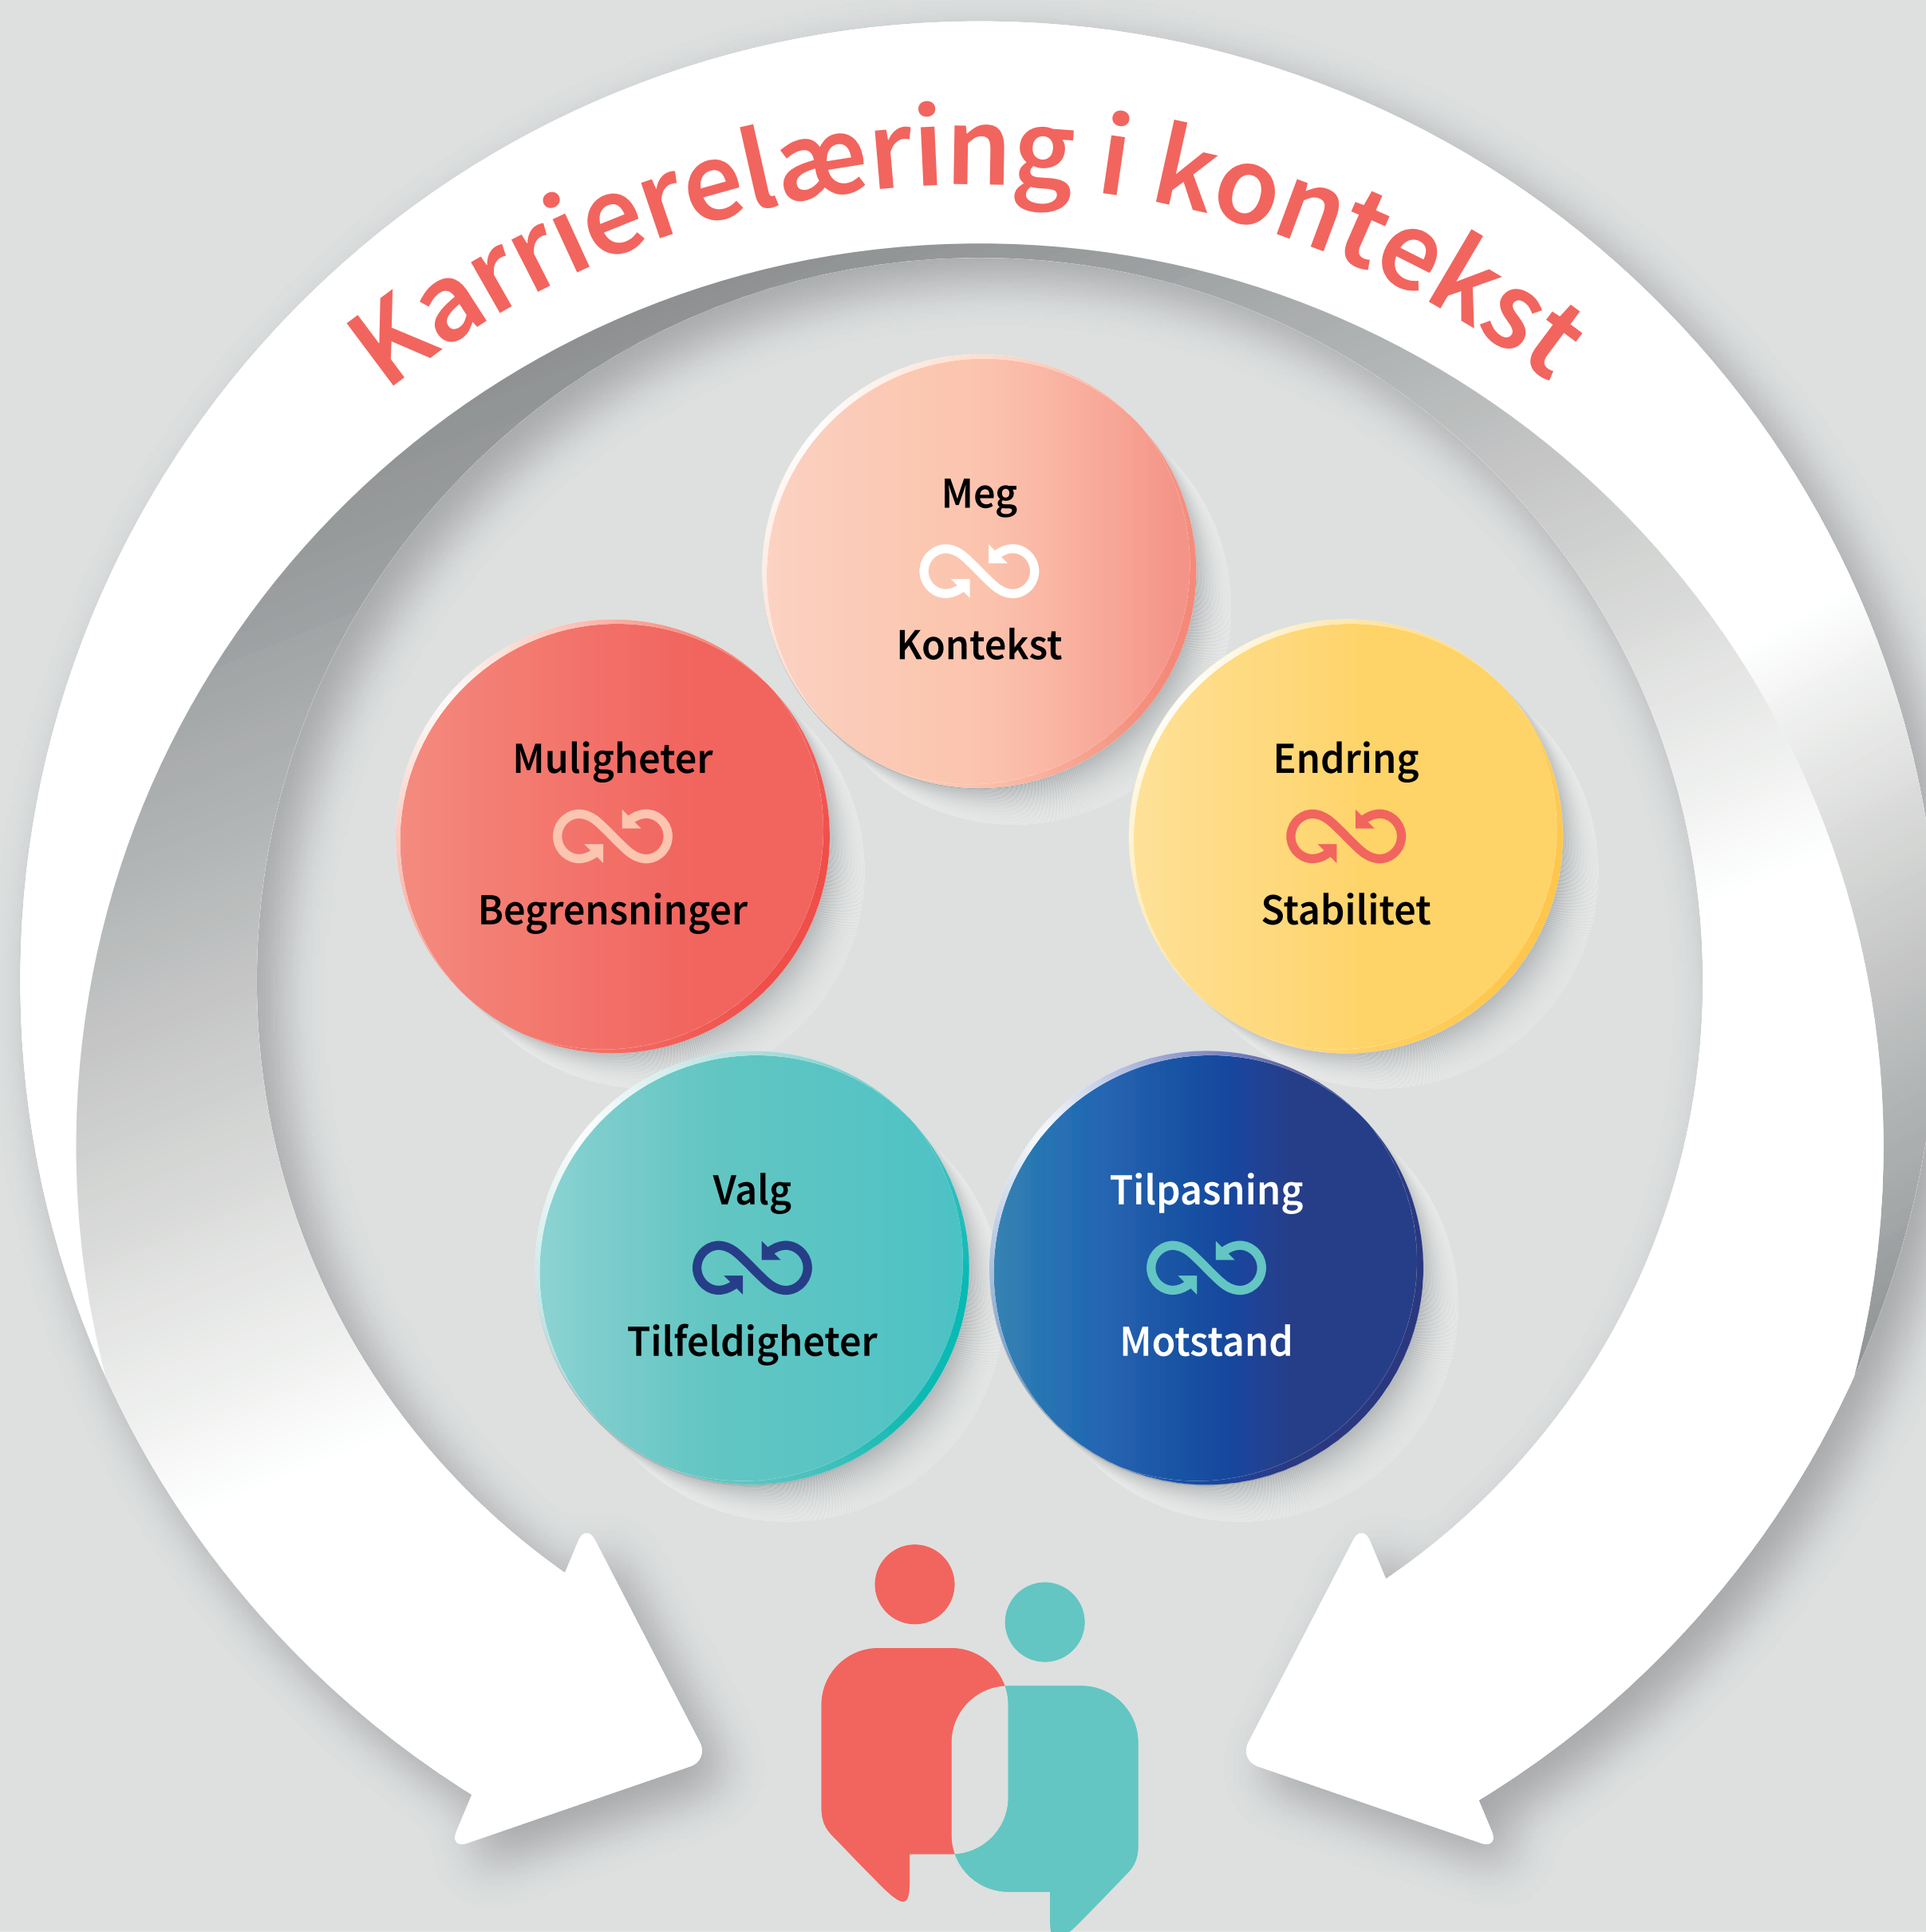 Karrierelæring i kontekst
Meg
Kontekst
Muligheter
Begrensninger
Endring
Stabilitet
Valg
Tilfeldigheter
Tilpasning
Motstand